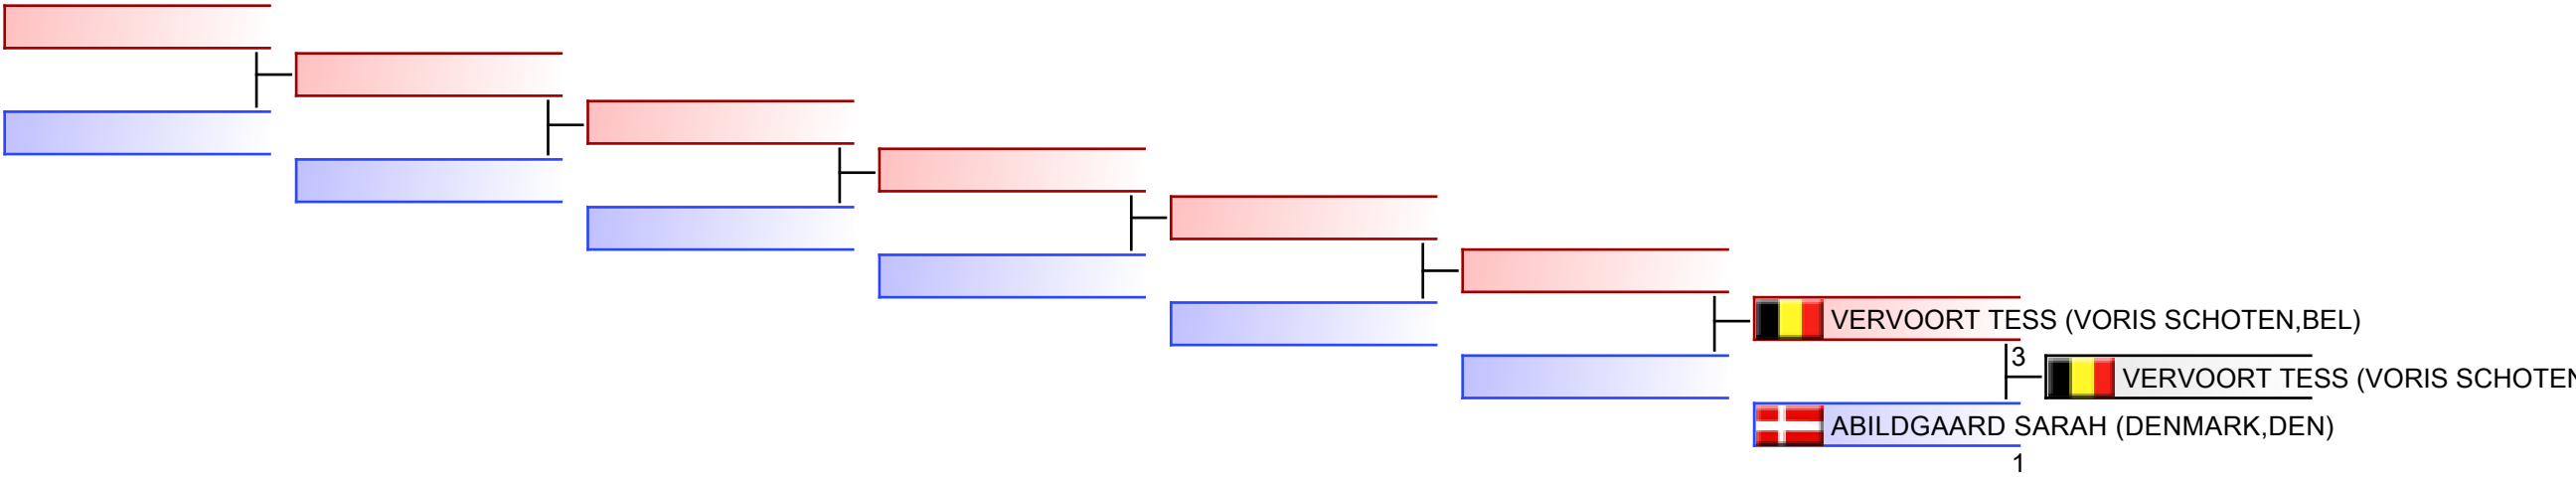 VERVOORT TESS (VORIS SCHOTEN,BEL)
3
VERVOORT TESS (VORIS SCHOTEN
ABILDGAARD SARAH (DENMARK,DEN)
1